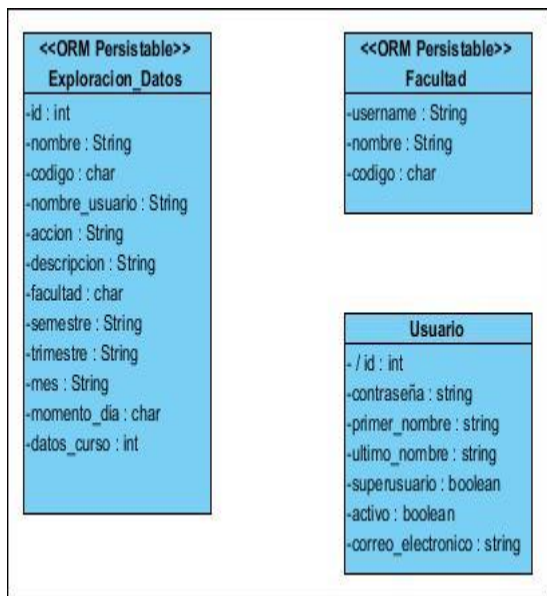 <<ORM Persistable>>
Exploracion_Datos
-id : int
-nombre : String
-codigo : char
-nombre_usuario : String
-accion : String
-descripcion : String
-facultad : char
-semestre : String
-trimestre : String
-mes : String
-momento_dia : char
-datos_curso : int
<<ORM Persistable>>
Facultad
-username : String
-nombre : String
-codigo : char
Usuario
- / id : int
-contraseña : string
-primer_nombre : string
-ultimo_nombre : string
-superusuario : boolean
-activo : boolean
-correo_electronico : string